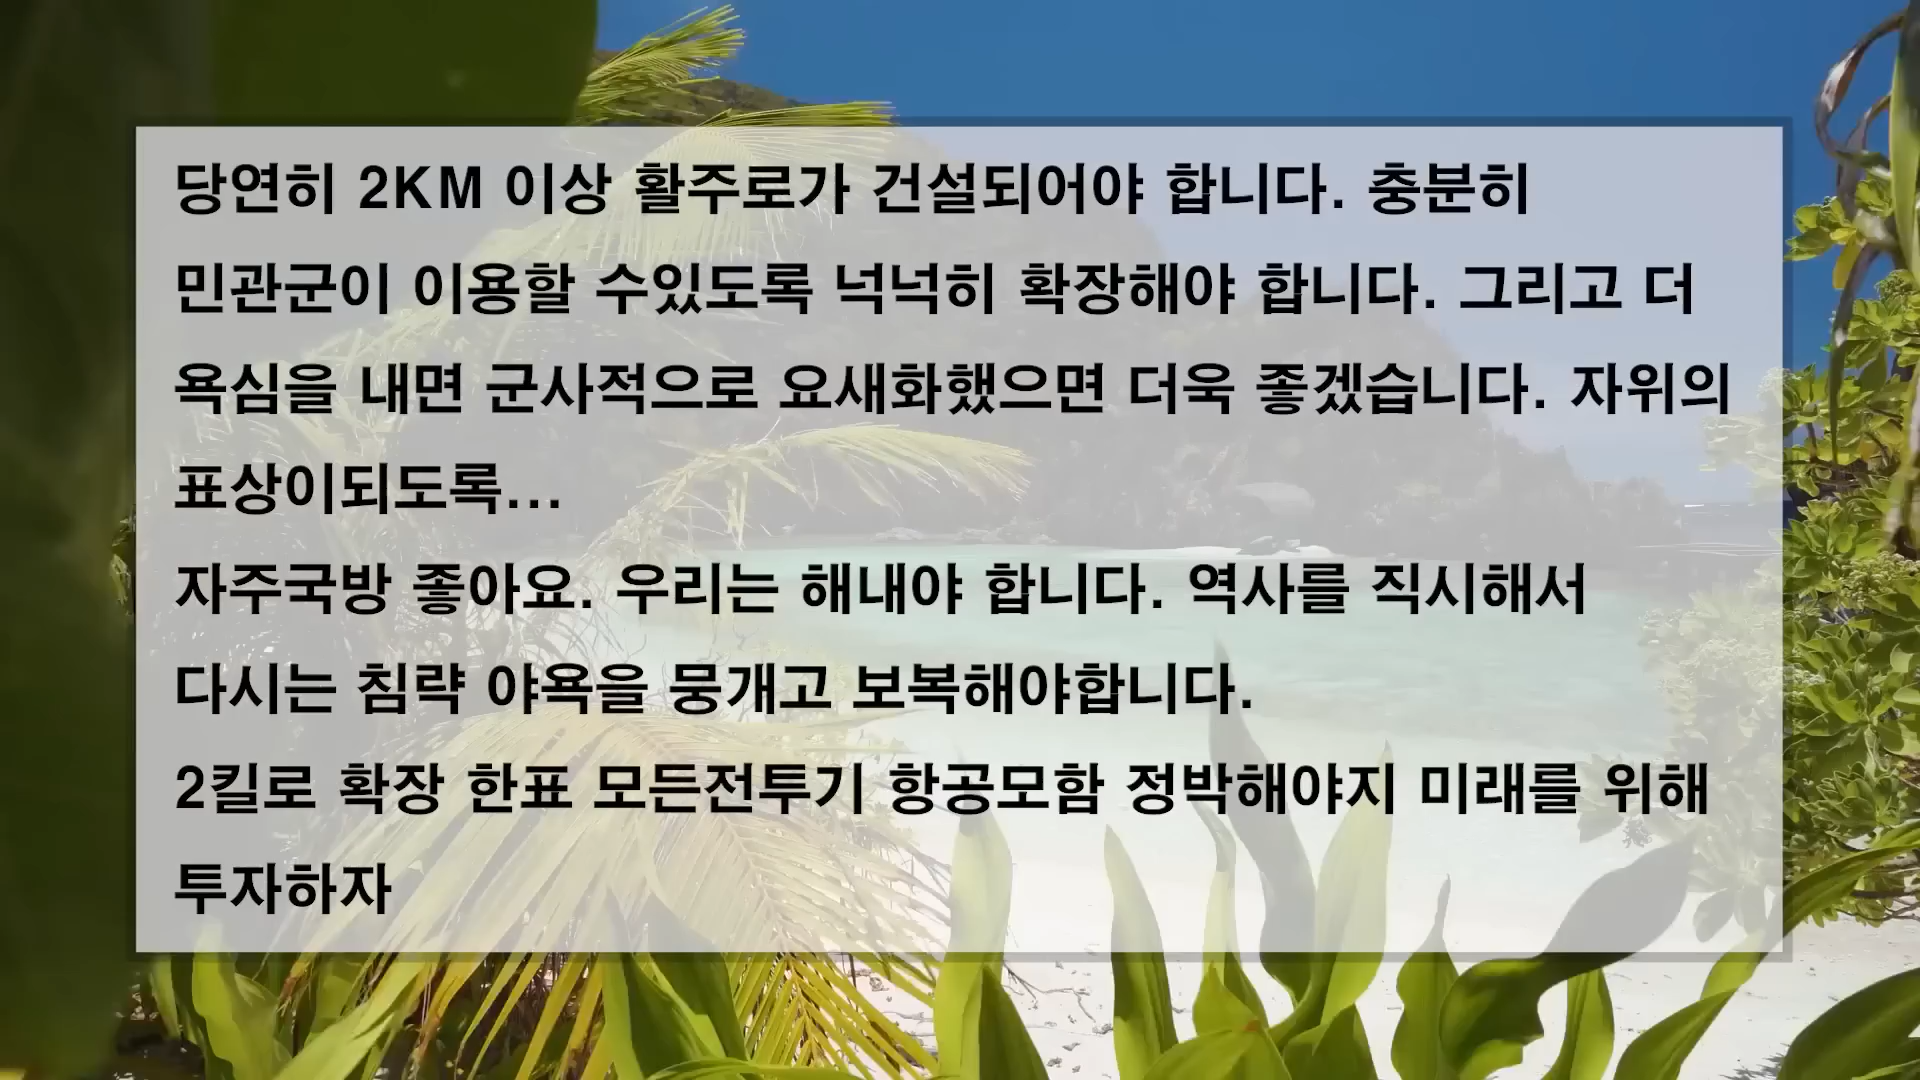 당연히 2KM 이상 활주로가 건설되어야 합니다. 충분히
민관군이 이용할 수있도록 넉넉히 확장해야 합니다. 그리고 더
욕심을 내면 군사적으로 요새화했으면 더욱 좋겠습니다. 자위의
표상이되도록...
자주국방 좋아요. 우리는 해내야 합니다. 역사를 직시해서
다시는 침략 야욕을 뭉개고 보복해야합니다.
2킬로 확장 한표 모든전투기 항공모함 정박해야지 미래를 위해
투자하자